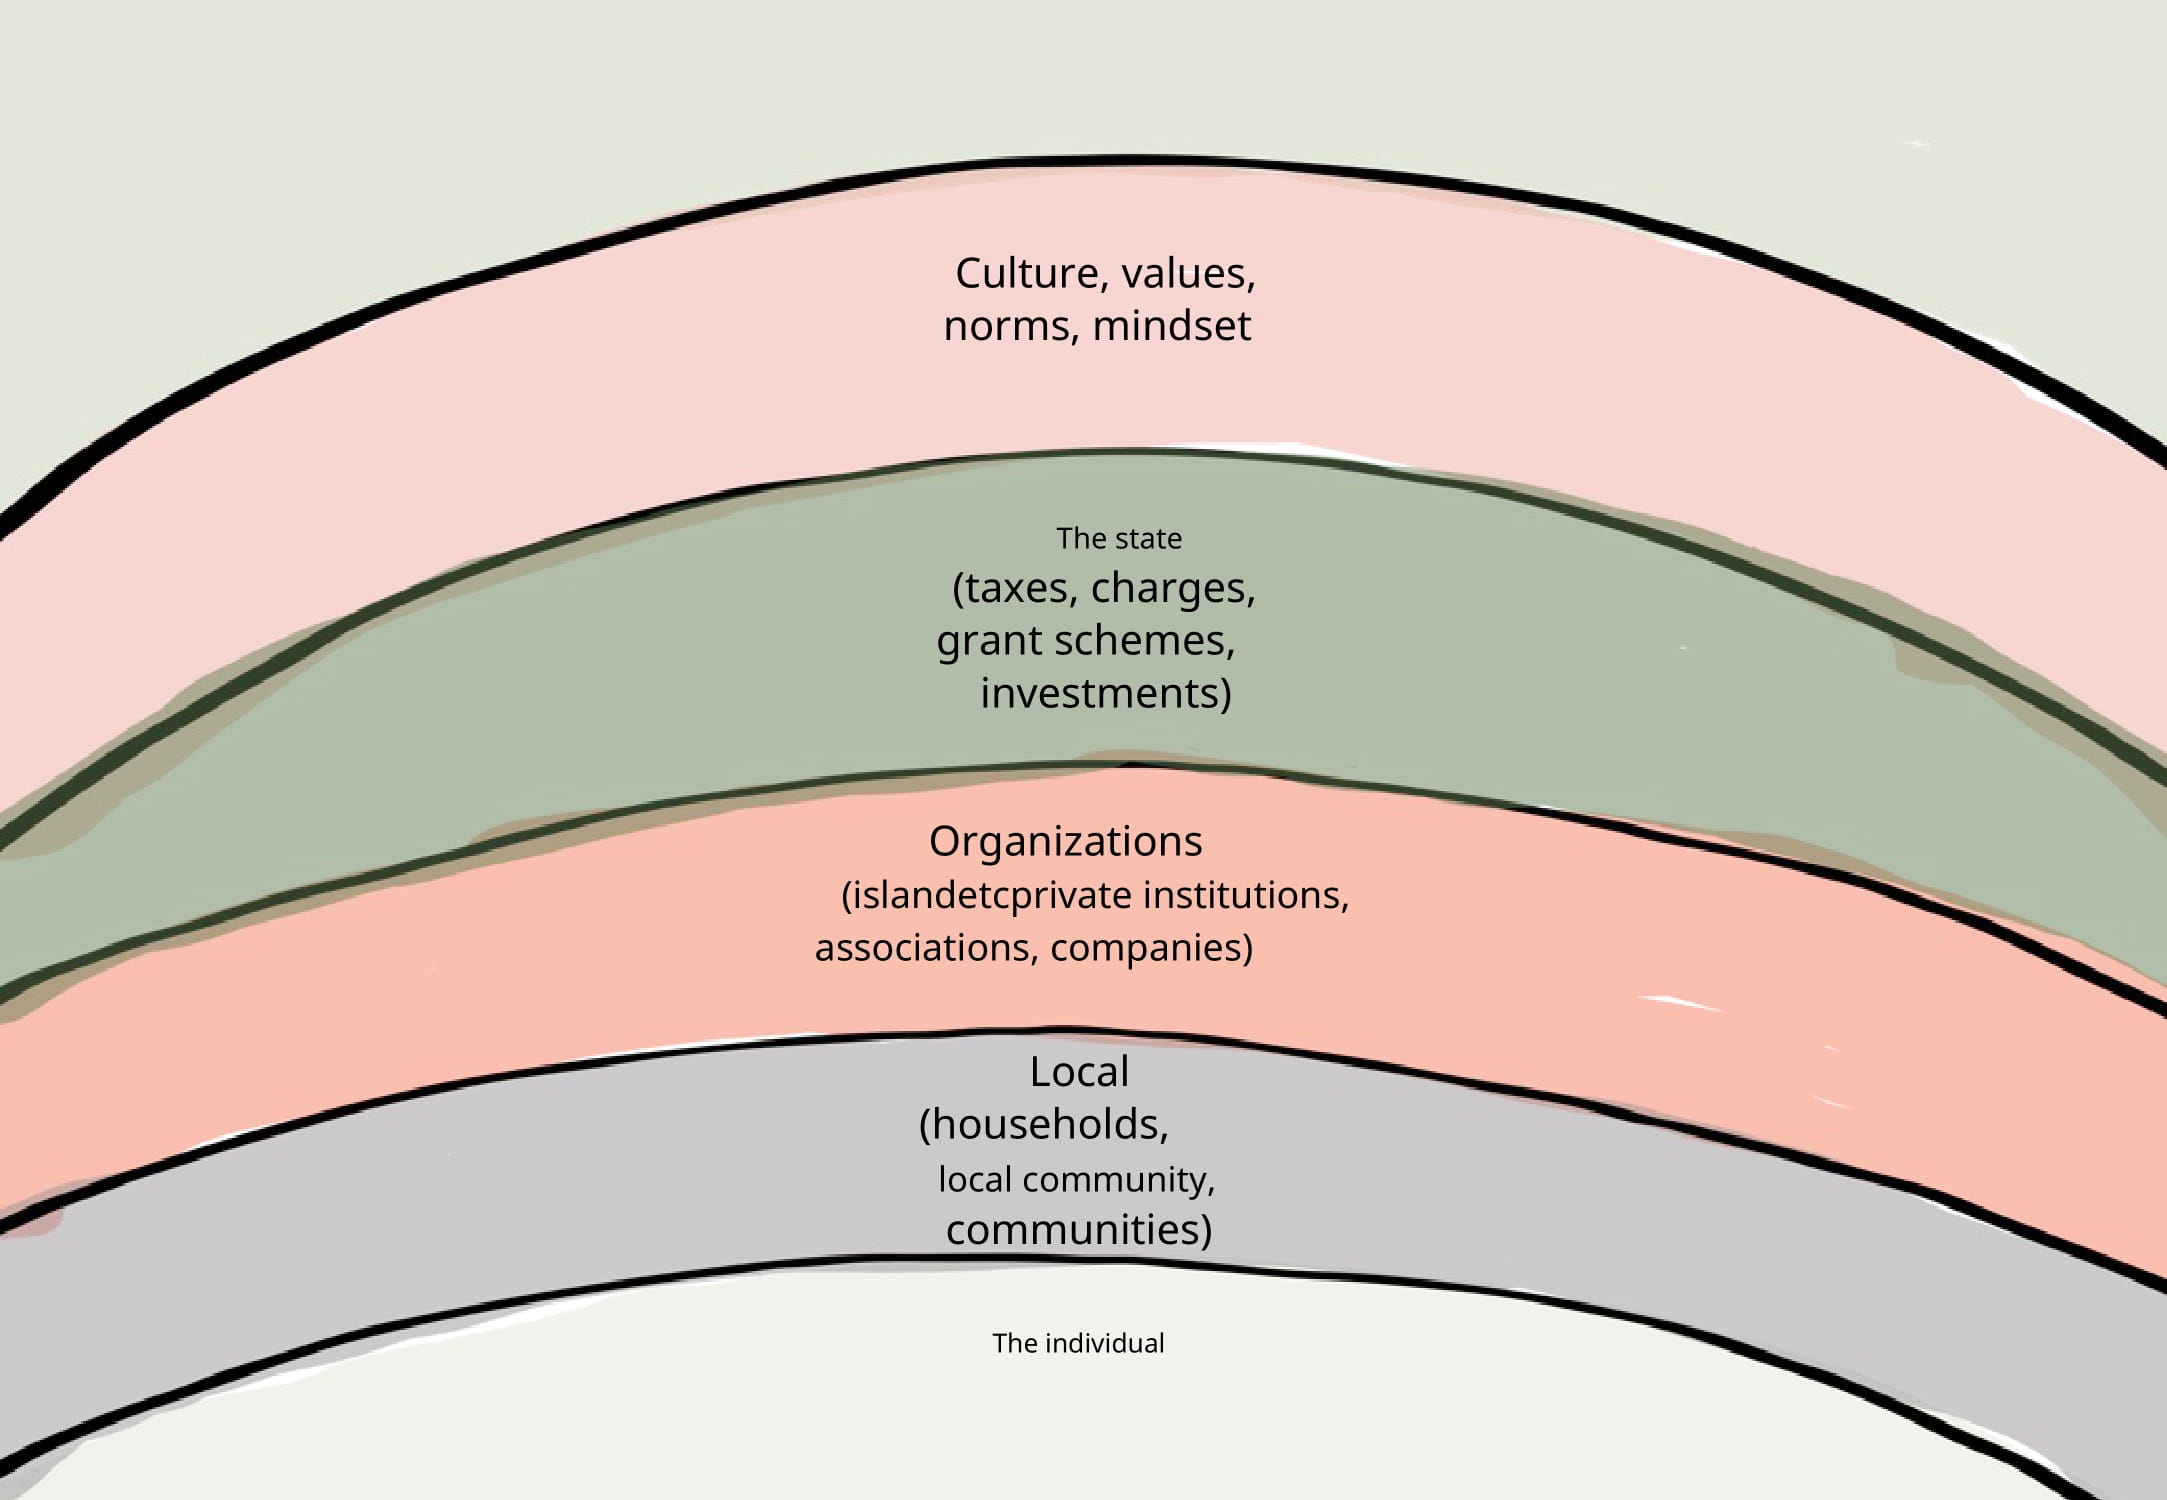 Culture, values,
norms, mindset
The state
(taxes, charges,
grant schemes,
investments)
Organizations
(islandetcprivate institutions,
associations, companies)
Local
(households,
local community,
communities)
The individual